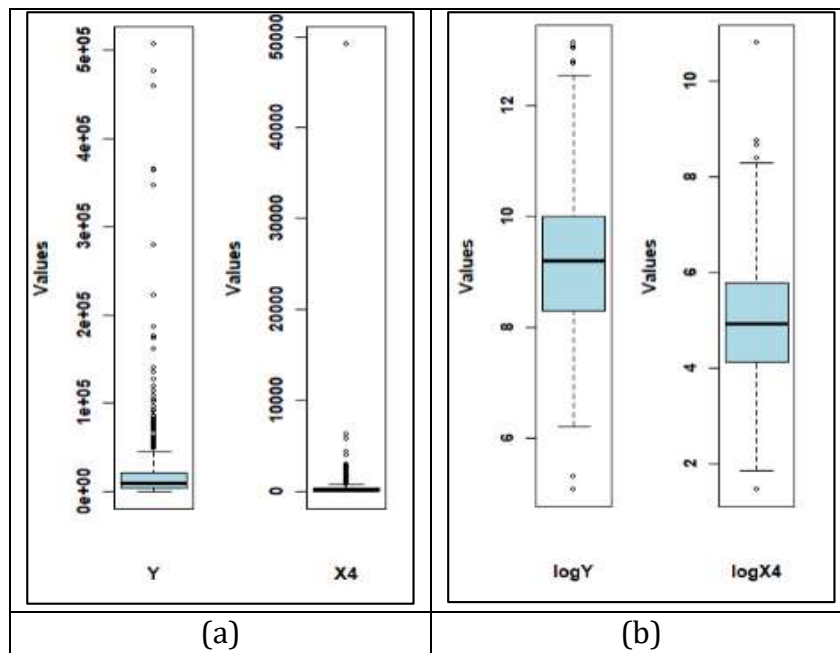 Values
0e+00 1e+05 2e+05 3e+05 4e+05 5e+05
Y
Values
0 10000 20000 30000 40000 50000
X4
Values
6 8 10 12
logY
Values
2 4 6 8 10
logX4
(a)
(b)